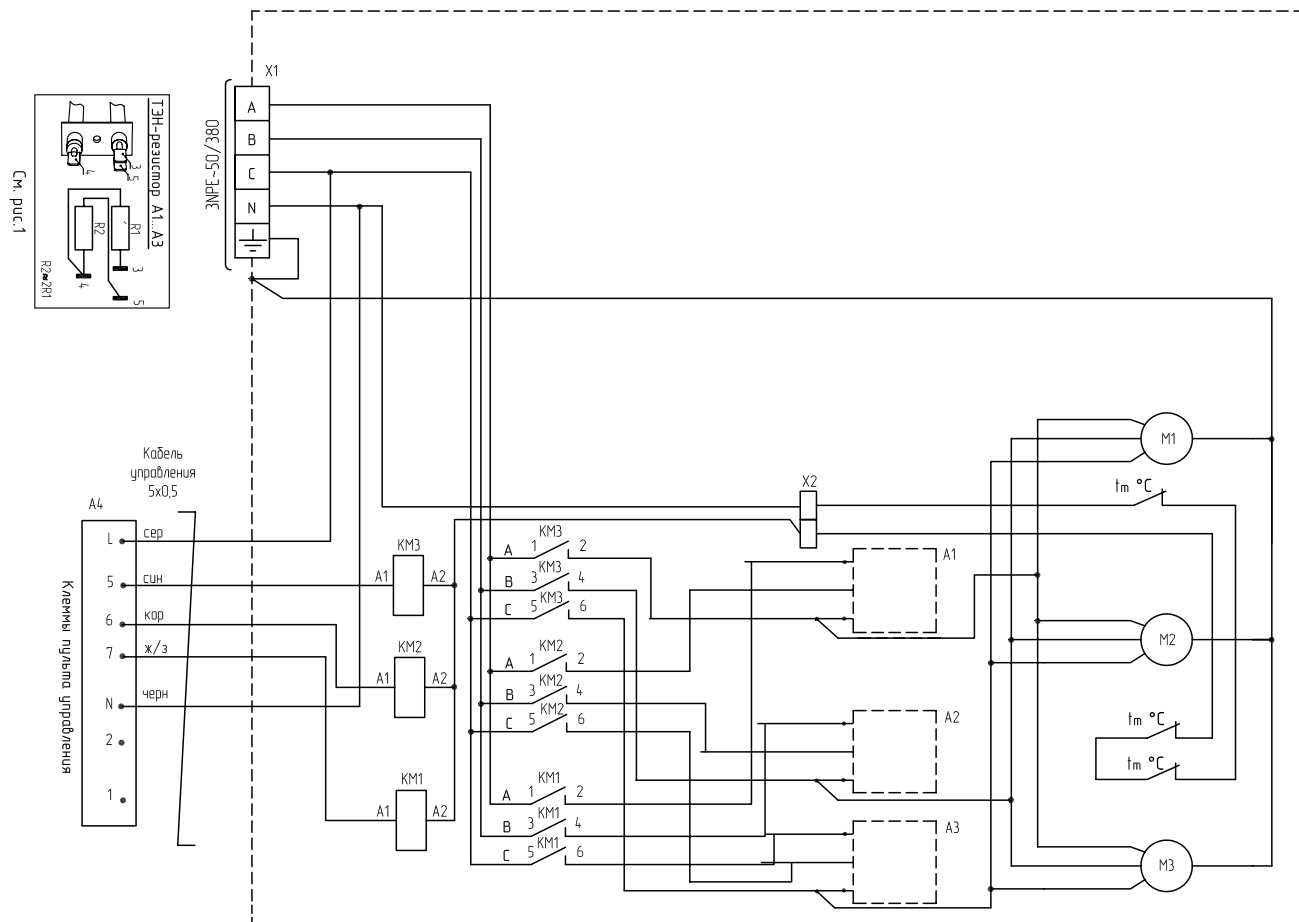 X1
A
B
C
N
3NPE~50/380
ТЭН-резистор А1...А3
3
5
4
R1
R2
3
4
5
R2≈2R1
См. рис.1
Кабель
управления
5x0,5
A4
Клеммы пульта управления
L
5
6
7
N
2
1
сер
син
кор
ж/з
черн
KM3
A1
A2
KM2
A1
A2
KM1
A1
A2
A
1
KM3
2
B
3
KM3
4
C
5
KM3
6
A
1
KM2
2
B
3
KM2
4
C
5
KM2
6
A
1
KM1
2
B
3
KM1
4
C
5
KM1
6
X2
A1
A2
A3
M1
tm °C
M2
tm °C
tm °C
M3